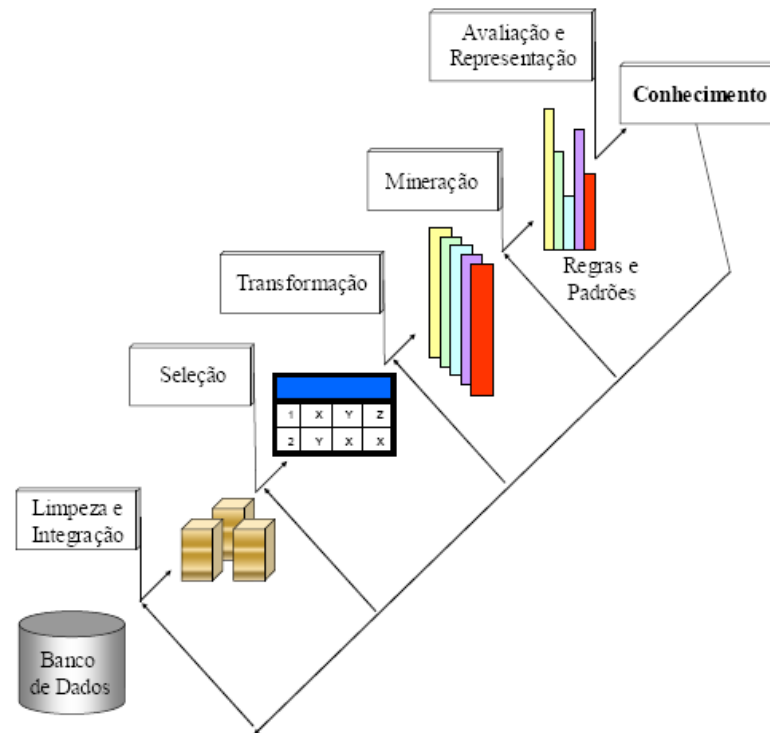 Avaliação e
Representação
Conhecimento
Mineração
Regras e
Padrões
Transformação
Seleção
1 X Y Z
2 Y X X
Limpeza e
Integração
Banco
de Dados